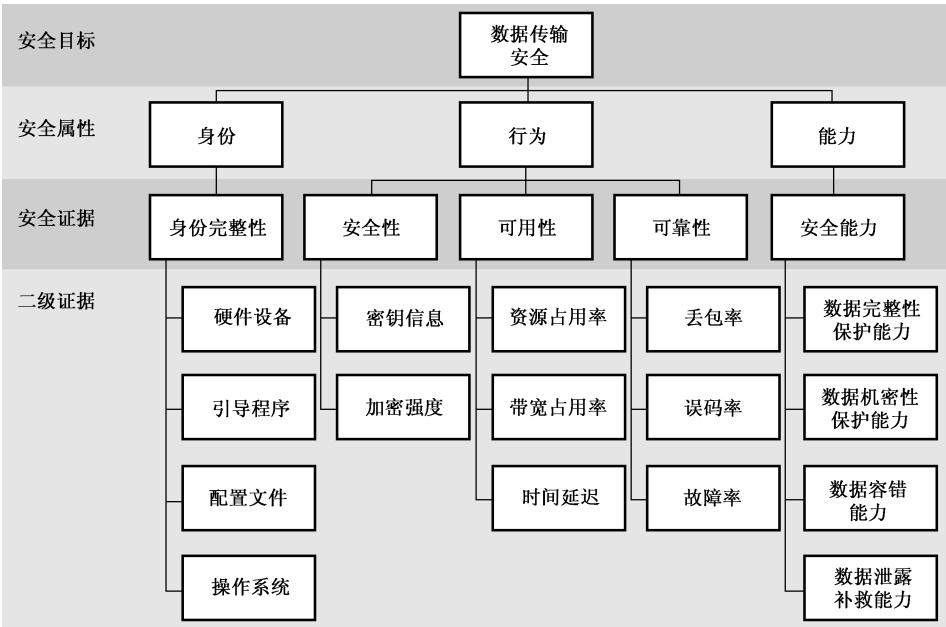 安全目标
数据传输
安全
安全属性
身份
行为
能力
安全证据
身份完整性
安全性
可用性
可靠性
安全能力
二级证据
硬件设备
密钥信息
资源占用率
丢包率
数据完整性
保护能力
引导程序
加密强度
带宽占用率
误码率
数据机密性
保护能力
配置文件
时间延迟
故障率
数据容错
能力
操作系统
数据泄露
补救能力